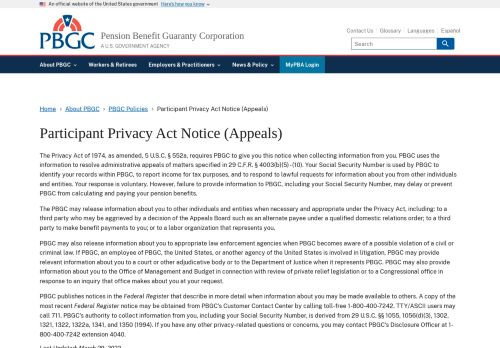 An official website of the United States government Here's how you know
PBGC
Pension Benefit Guaranty Corporation
A U.S. GOVERNMENT AGENCY
Contact Us Glossary Languages Español
Search
About PBGC Workers & Retirees Employers & Practitioners News & Policy MyPBA Login
Home › About PBGC › PBGC Policies › Participant Privacy Act Notice (Appeals)
Participant Privacy Act Notice (Appeals)
The Privacy Act of 1974, as amended, 5 U.S.C. § 552a, requires PBGC to give you this notice when collecting information from you. PBGC uses the
information to resolve administrative appeals of matters specified in 29 C.F.R. § 4003(b)(5)-(10). Your Social Security Number is used by PBGC to
identify your records within PBGC, to report income for tax purposes, and to respond to lawful requests for information about you from other individuals
and entities. Your response is voluntary. However, failure to provide information to PBGC, including your Social Security Number, may delay or prevent
PBGC from calculating and paying your pension benefits.
The PBGC may release information about you to other individuals and entities when necessary and appropriate under the Privacy Act, including: to a
third party who may be aggrieved by a decision of the Appeals Board such as an alternate payee under a qualified domestic relations order; to a third
party to make benefit payments to you; or to a labor organization that represents you.
PBGC may also release information about you to appropriate law enforcement agencies when PBGC becomes aware of a possible violation of a civil or
criminal law. If PBGC, an employee of PBGC, the United States, or another agency of the United States is involved in litigation, PBGC may provide
relevant information about you to a court or other adjudicative body or to the Department of Justice when it represents PBGC. PBGC may also provide
information about you to the Office of Management and Budget in connection with review of private relief legislation or to a Congressional office in
response to an inquiry that office makes about you at your request.
PBGC publishes notices in the Federal Register that describe in more detail when information about you may be made available to others. A copy of the
most recent Federal Register notice may be obtained from PBGC's Customer Contact Center by calling toll-free 1-800-400-7242. TTY/ASCII users may
call 711. PBGC's authority to collect information from you, including your Social Security Number, is derived from 29 U.S.C. §§ 1055, 1056(d)(3), 1302,
1321, 1322, 1322a, 1341, and 1350 (1994). If you have any other privacy-related questions or concerns, you may contact PBGC's Disclosure Officer at 1-
800-400-7242 extension 4040.